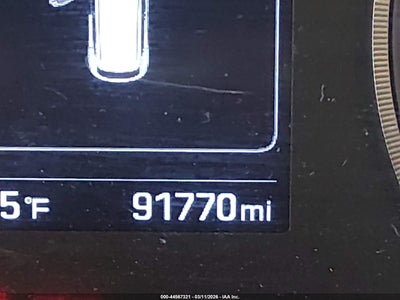 5°F 91770mi
000-44567321 - 03/11/2026 - IAA Inc.